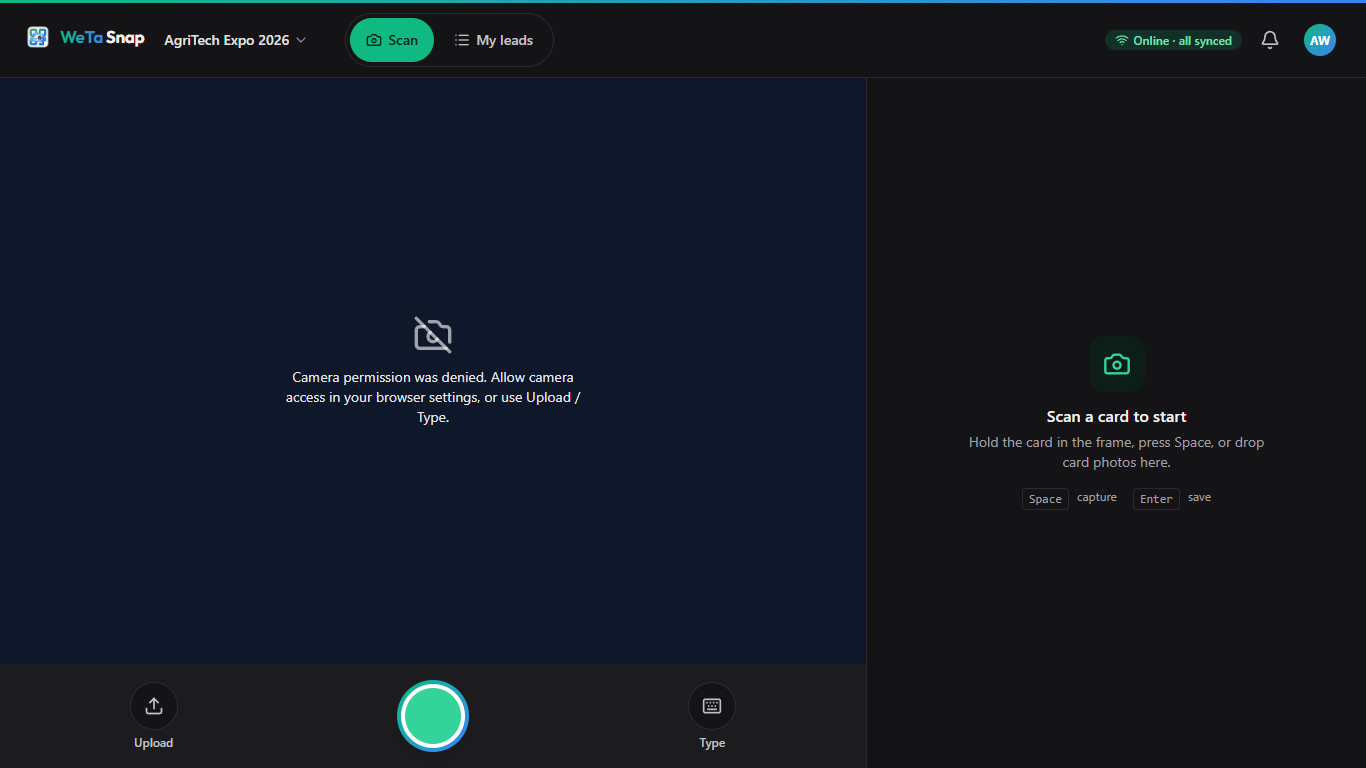 WeTa Snap
AgriTech Expo 2026
Scan
My leads
Online · all synced
AW
Camera permission was denied. Allow camera
access in your browser settings, or use Upload /
Type.
Scan a card to start
Hold the card in the frame, press Space, or drop
card photos here.
Space capture Enter save
Upload
Type